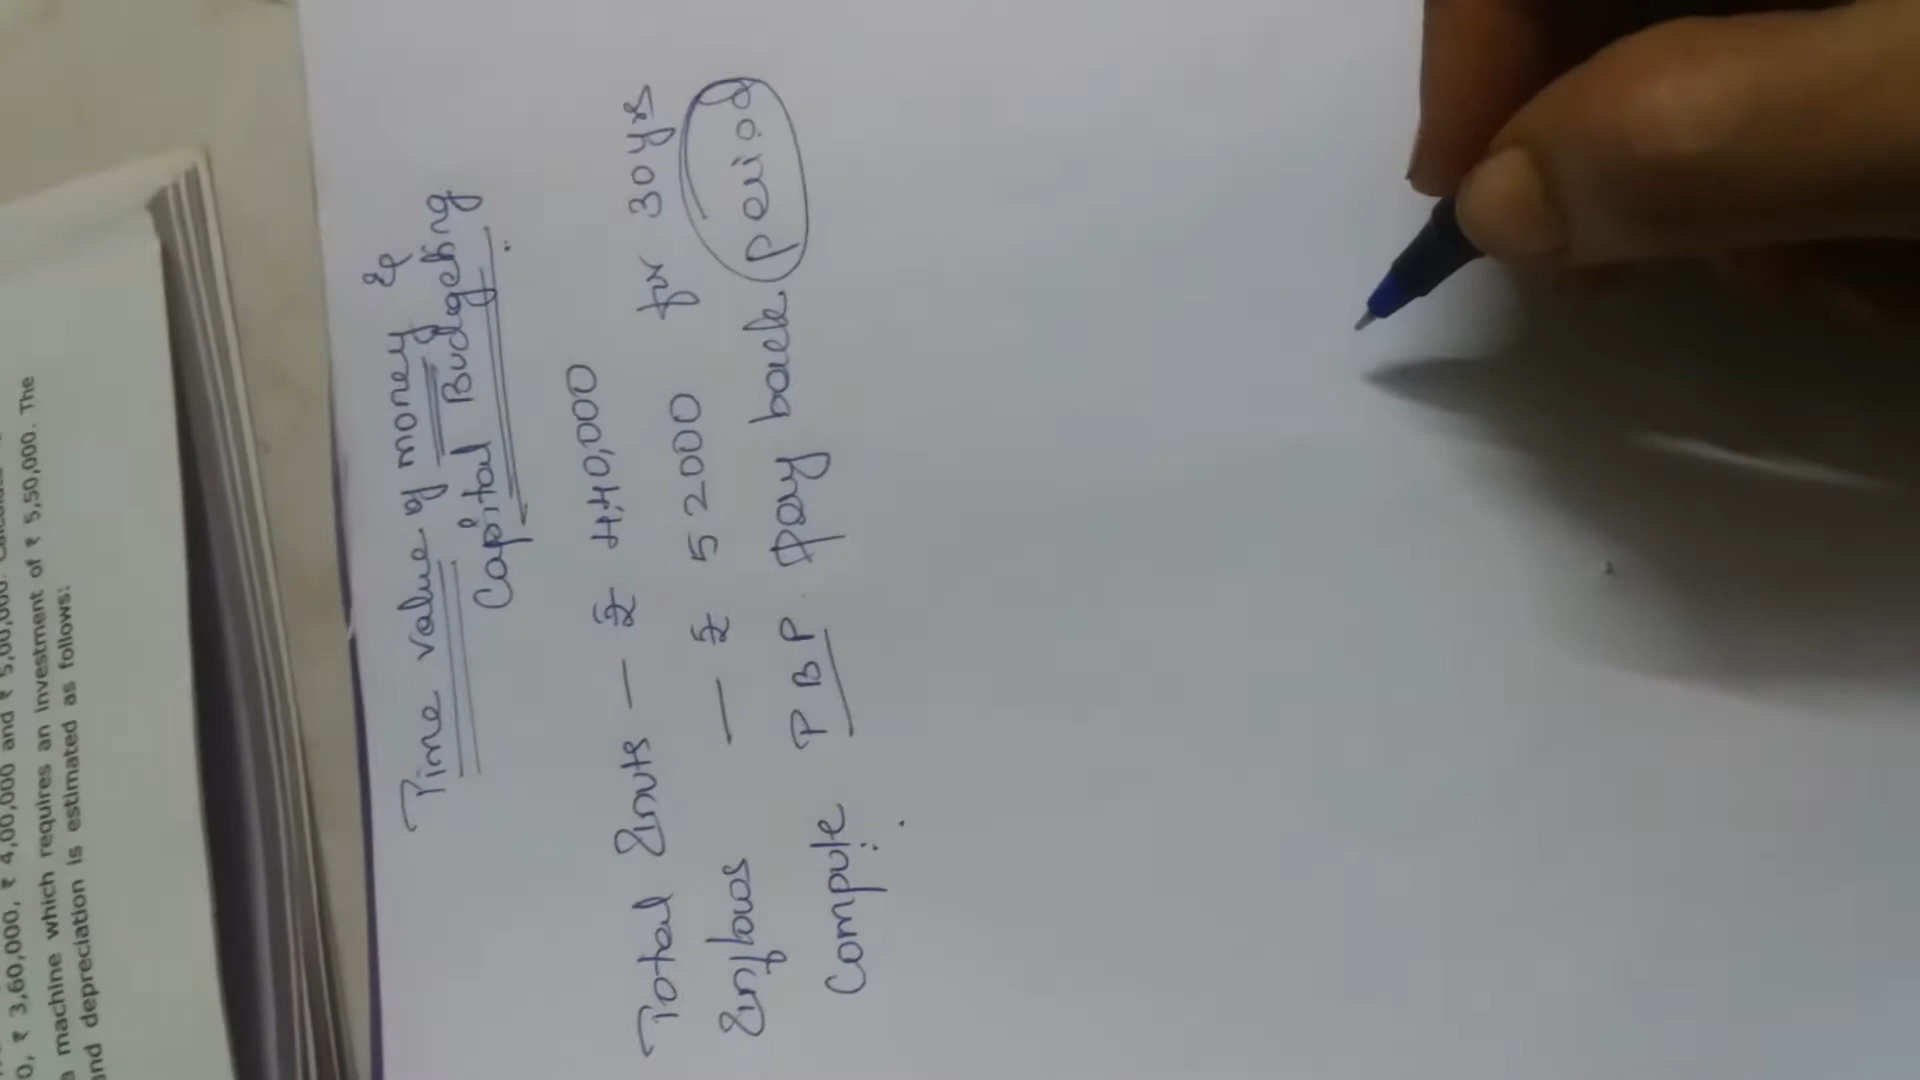 0, ₹ 3,60,000, ₹ 4,00,000 and ₹ 5,00,000.
a machine which requires an investment of ₹ 5,50,000. The
and depreciation is estimated as follows:
Time value of money &
Capital Budgeting
Total Invts — ₹ 4,40,000
Inflows — ₹ 52000 for 30 yrs
Compute PBP Pay back period